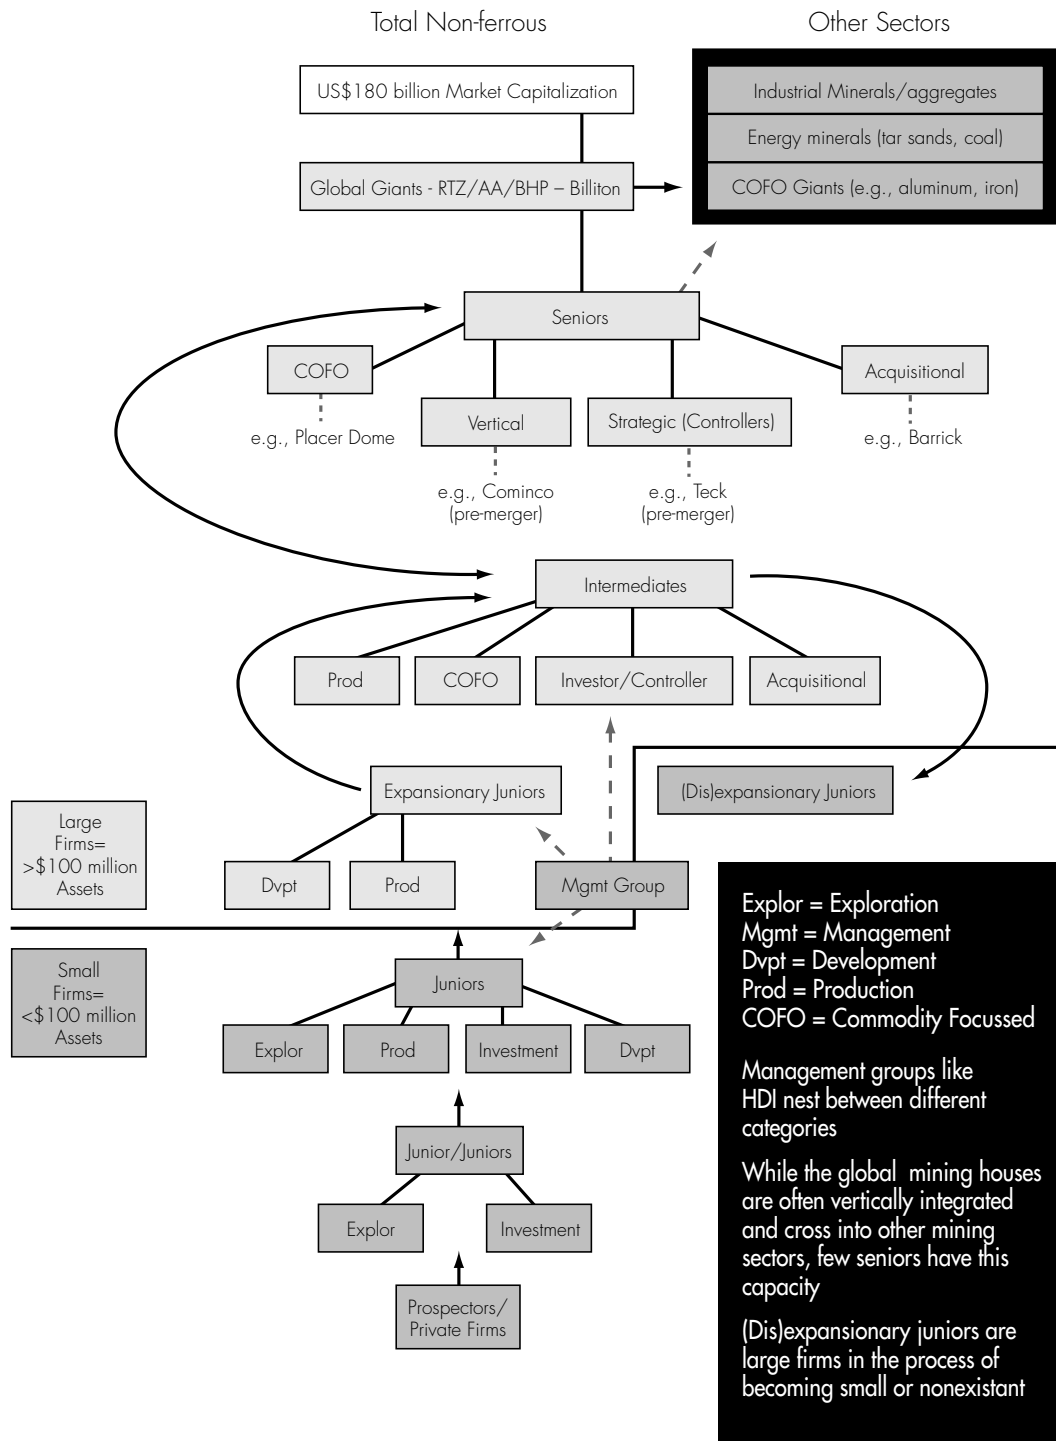 Total Non-ferrous
Other Sectors
US$180 billion Market Capitalization
Industrial Minerals/aggregates
Energy minerals (tar sands, coal)
Global Giants - RTZ/AA/BHP – Billiton
COFO Giants (e.g., aluminum, iron)
Seniors
COFO
Acquisitional
e.g., Placer Dome
Vertical
Strategic (Controllers)
e.g., Barrick
e.g., Cominco
(pre-merger)
e.g., Teck
(pre-merger)
Intermediates
Prod
COFO
Investor/Controller
Acquisitional
Expansionary Juniors
(Dis)expansionary Juniors
Large
Firms=
>$100 million
Assets
Dvpt
Prod
Mgmt Group
Small
Firms=
<$100 million
Assets
Juniors
Explor
Prod
Investment
Dvpt
Junior/Juniors
Explor
Investment
Prospectors/
Private Firms
Explor = Exploration
Mgmt = Management
Dvpt = Development
Prod = Production
COFO = Commodity Focussed
Management groups like
HDI nest between different
categories
While the global mining houses
are often vertically integrated
and cross into other mining
sectors, few seniors have this
capacity
(Dis)expansionary juniors are
large firms in the process of
becoming small or nonexistant